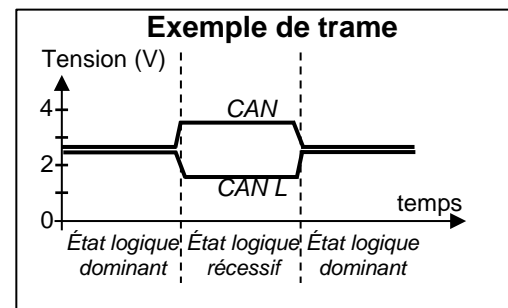 Exemple de trame
Tension (V)
4
CAN
2
CAN L
temps
0
État logique État logique État logique
dominant récessif dominant